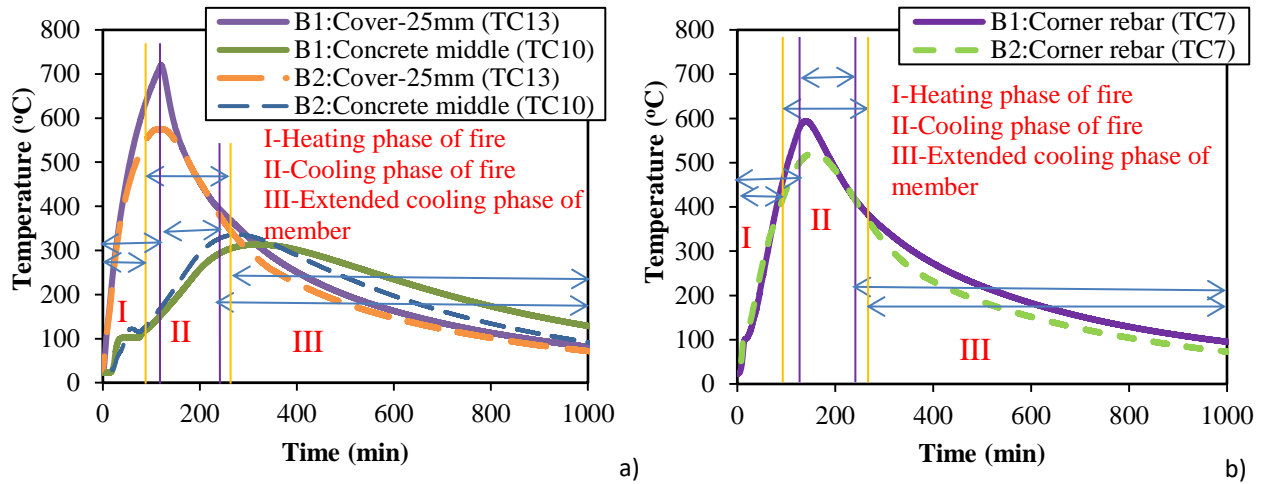 800
700
600
500
400
300
200
100
0
Temperature (°C)
0 200 400 600 800 1000
Time (min)
B1:Cover-25mm (TC13)
B1:Concrete middle (TC10)
B2:Cover-25mm (TC13)
B2:Concrete middle (TC10)
I-Heating phase of fire
II-Cooling phase of fire
III-Extended cooling phase of
member
I
II
III
a)
800
700
600
500
400
300
200
100
0
Temperature (°C)
0 200 400 600 800 1000
Time (min)
B1:Corner rebar (TC7)
B2:Corner rebar (TC7)
I-Heating phase of fire
II-Cooling phase of fire
III-Extended cooling phase of
member
I
II
III
b)